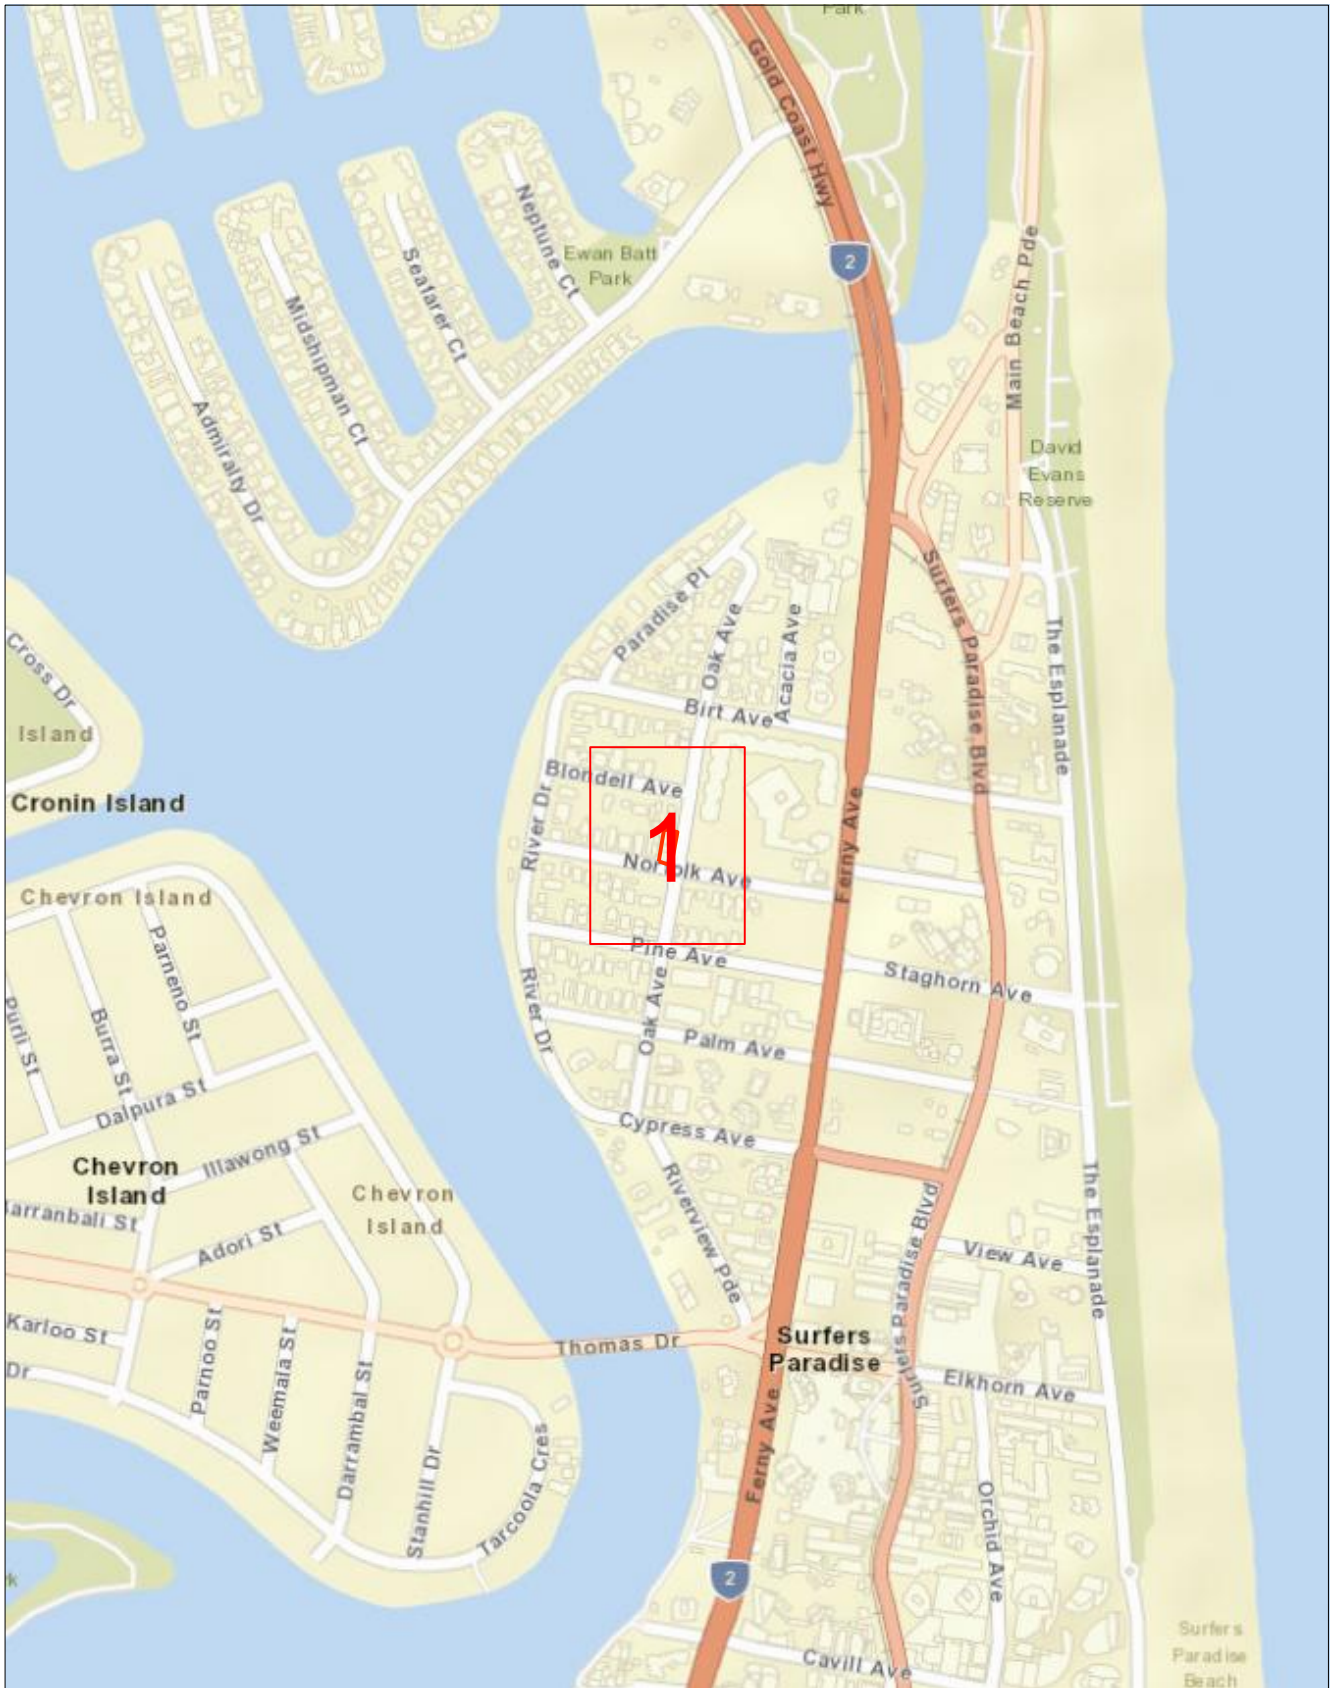 Park
Gold Coast Hwy
Neptune Ct
Ewan Batt
Park
2
Seafarer Ct
Main Beach Pde
Midshipman Ct
Admiralty Dr
David
Evans
Reserve
Surfers Paradise Blvd
Paradise Pl
Oak Ave
Acacia Ave
The Esplanade
Cross Dr
Island
Birt Ave
Blondell Ave
Cronin Island
River Dr
1
Ferny Ave
Norfolk Ave
Chevron Island
Parneno St
Pine Ave
Staghorn Ave
Purli St
Burra St
River Dr
Oak Ave
Palm Ave
Dalpura St
Cypress Ave
Illawong St
Chevron
Island
Chevron
Island
Riverview Pde
The Esplanade
arranbali St
Adori St
Surfers Paradise Blvd
View Ave
Karloo St
Parnoo St
Weemala St
Thomas Dr
Surfers
Paradise
Dr
Darrambal St
Elkhorn Ave
Stanhill Dr
Tarcoola Cres
Ferny Ave
Orchid Ave
2
k
Cavill Ave
Surfers
Paradise
Beach